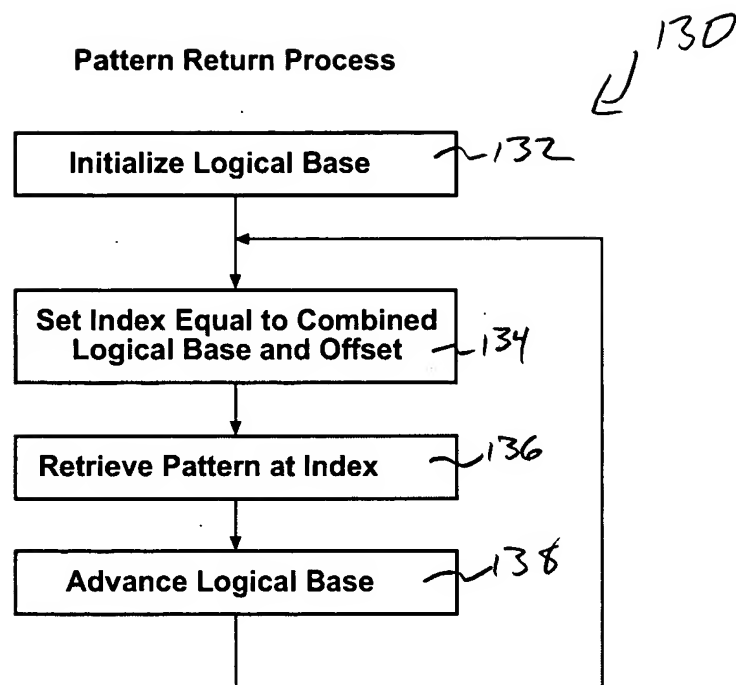 130
Pattern Return Process
Initialize Logical Base
132
Set Index Equal to Combined
Logical Base and Offset
134
Retrieve Pattern at Index
136
Advance Logical Base
138